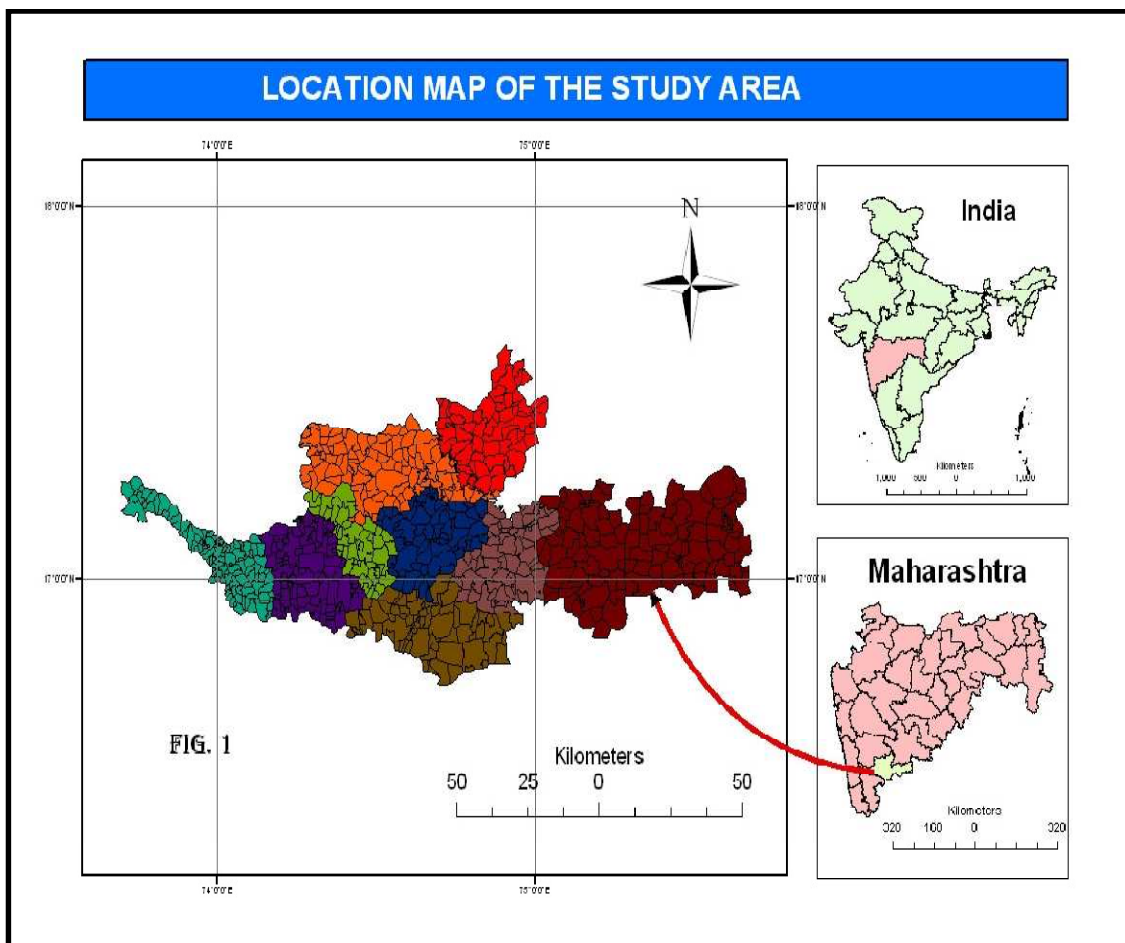 LOCATION MAP OF THE STUDY AREA
74°0'0"E 75°0'0"E
18°0'0"N 18°0'0"N
N
India
Kilometers
1,000 500 0 1,000
17°0'0"N 17°0'0"N
Maharashtra
FIG. 1
Kilometers
50 25 0 50
Kilometers
320 160 0 320
74°0'0"E 75°0'0"E